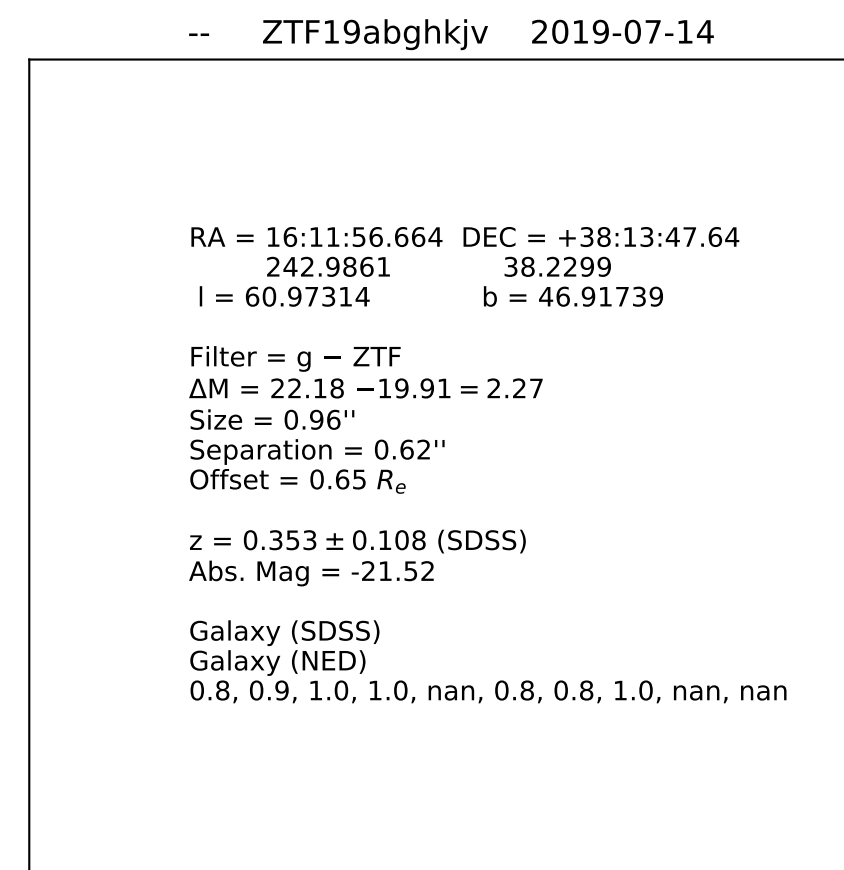 -- ZTF19abghkjv 2019-07-14
RA = 16:11:56.664 DEC = +38:13:47.64
242.9861 38.2299
l = 60.97314 b = 46.91739
Filter = g − ZTF
ΔM = 22.18 −19.91 = 2.27
Size = 0.96''
Separation = 0.62''
Offset = 0.65 Re
z = 0.353 ± 0.108 (SDSS)
Abs. Mag = -21.52
Galaxy (SDSS)
Galaxy (NED)
0.8, 0.9, 1.0, 1.0, nan, 0.8, 0.8, 1.0, nan, nan